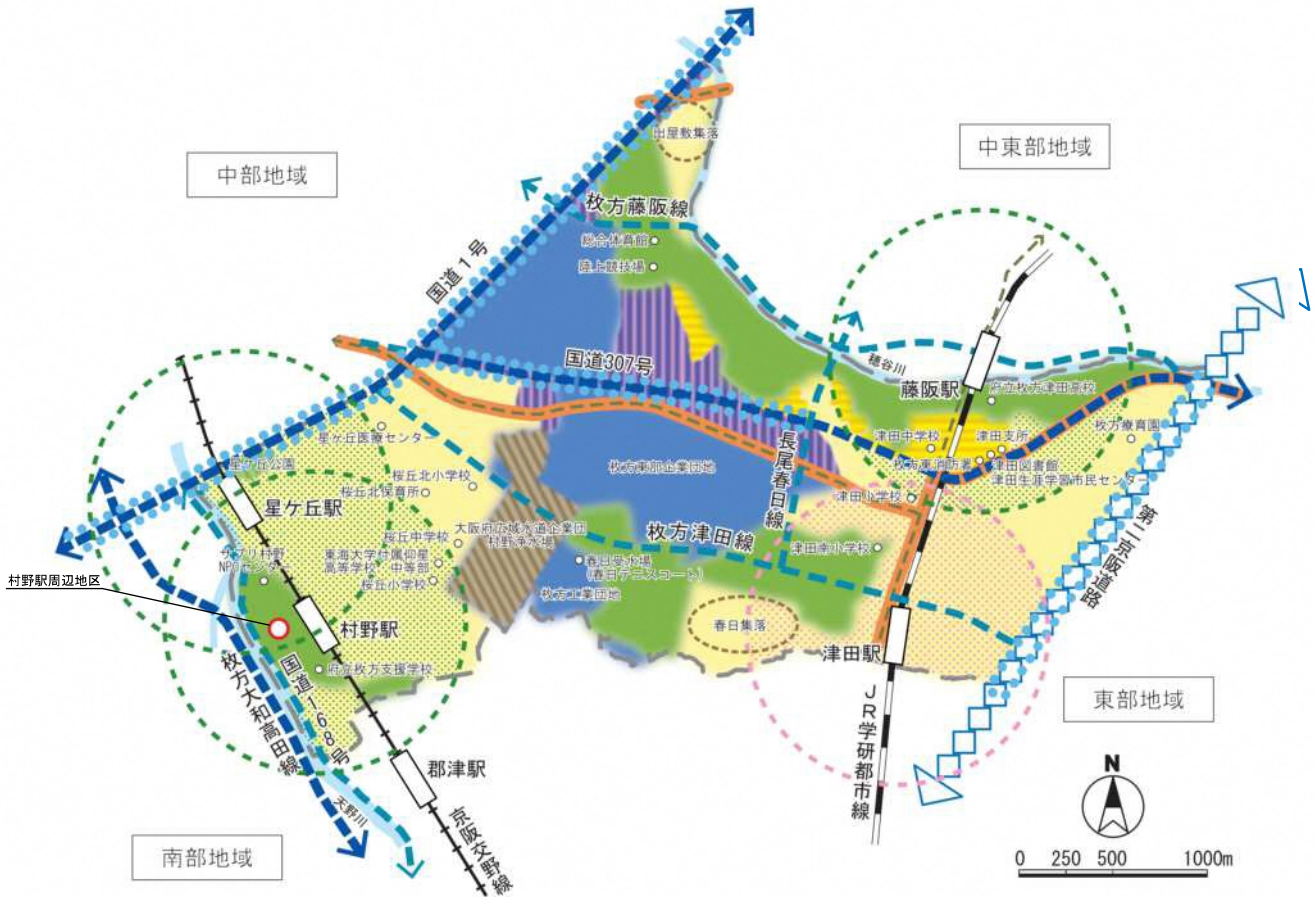 中部地域
中東部地域
出屋敷集落
枚方藤阪線
総合体育館
陸上競技場
国道1号
国道307号
穂谷川
藤阪駅
府立枚方津田高校
星ヶ丘医療センター
津田中学校
津田支所
枚方療育園
枚方東消防署
津田図書館
津田生涯学習市民センター
長尾春日線
枚方東部企業団地
星ヶ丘公園
桜丘北小学校
桜丘北保育所
津田小学校
星ケ丘駅
第二京阪道路
桜丘中学校
大阪府広域水道企業団
村野浄水場
枚方津田線
津田南小学校
サプリ村野
NPOセンター
東海大学付属仰星
高等学校 中等部
春日受水場
(春日テニスコート)
桜丘小学校
枚方工業団地
村野駅周辺地区
村野駅
春日集落
津田駅
府立枚方支援学校
国道168号
枚方大和高田線
東部地域
JR学研都市線
郡津駅
天野川
京阪交野線
南部地域
N
0 250 500 1000m